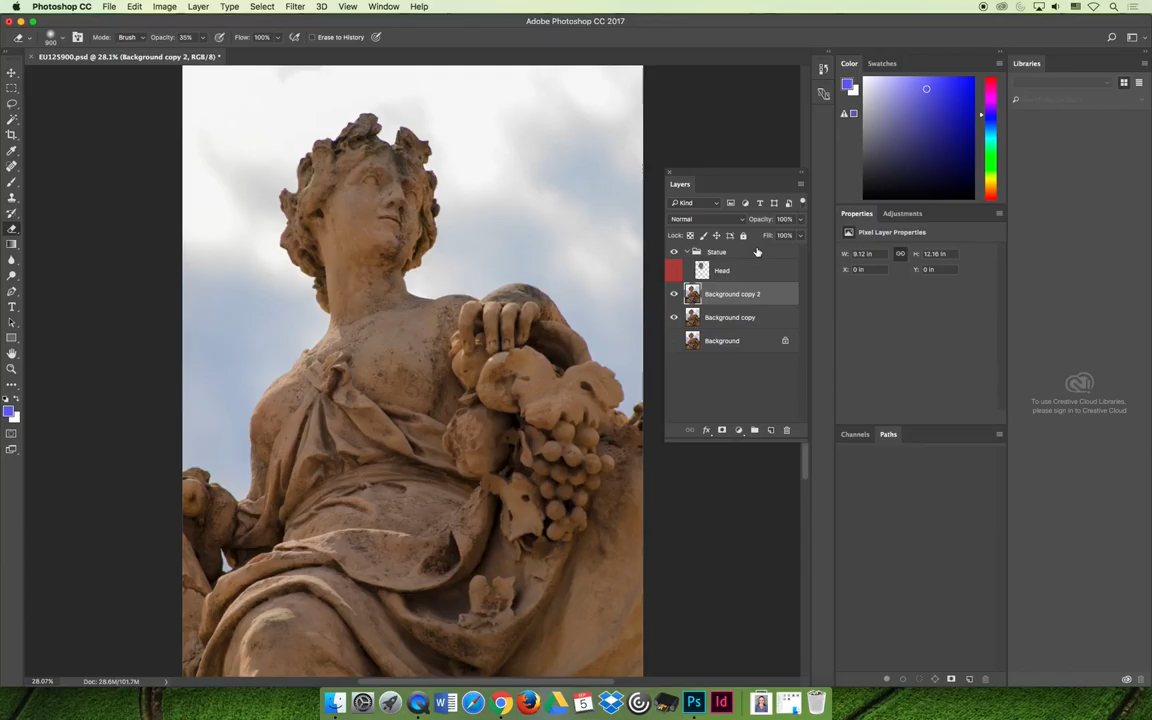 Photoshop CC File Edit Image Layer Type Select Filter 3D View Window Help
Adobe Photoshop CC 2017
900 Mode: Brush Opacity: 35% Flow: 100% Erase to History
EU125900.psd @ 28.1% (Background copy 2, RGB/8) *
Color Swatches
Libraries
Layers
Kind
Normal Opacity: 100%
Lock: Fill: 100%
Statue
Head
Background copy 2
Background copy
Background
Properties Adjustments
Pixel Layer Properties
W: 9.12 in H: 12.16 in
X: 0 in Y: 0 in
To use Creative Cloud Libraries,
please sign in to Creative Cloud
Channels Paths
28.07% Doc: 28.6M/101.7M